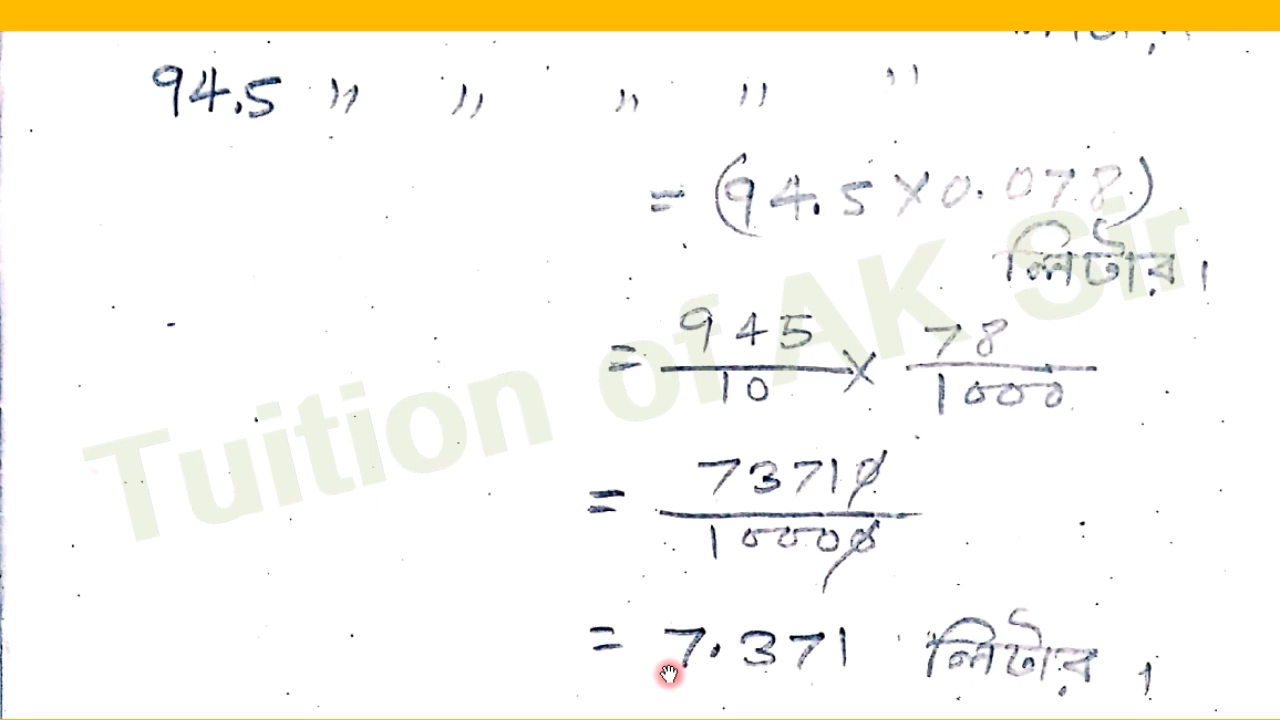 94.5 " " " " "
= (94.5 × 0.078)
লিটার।
= 945/10 × 78/1000
= 73710/10000
= 7.371 লিটার।
Tuition of AK Sir